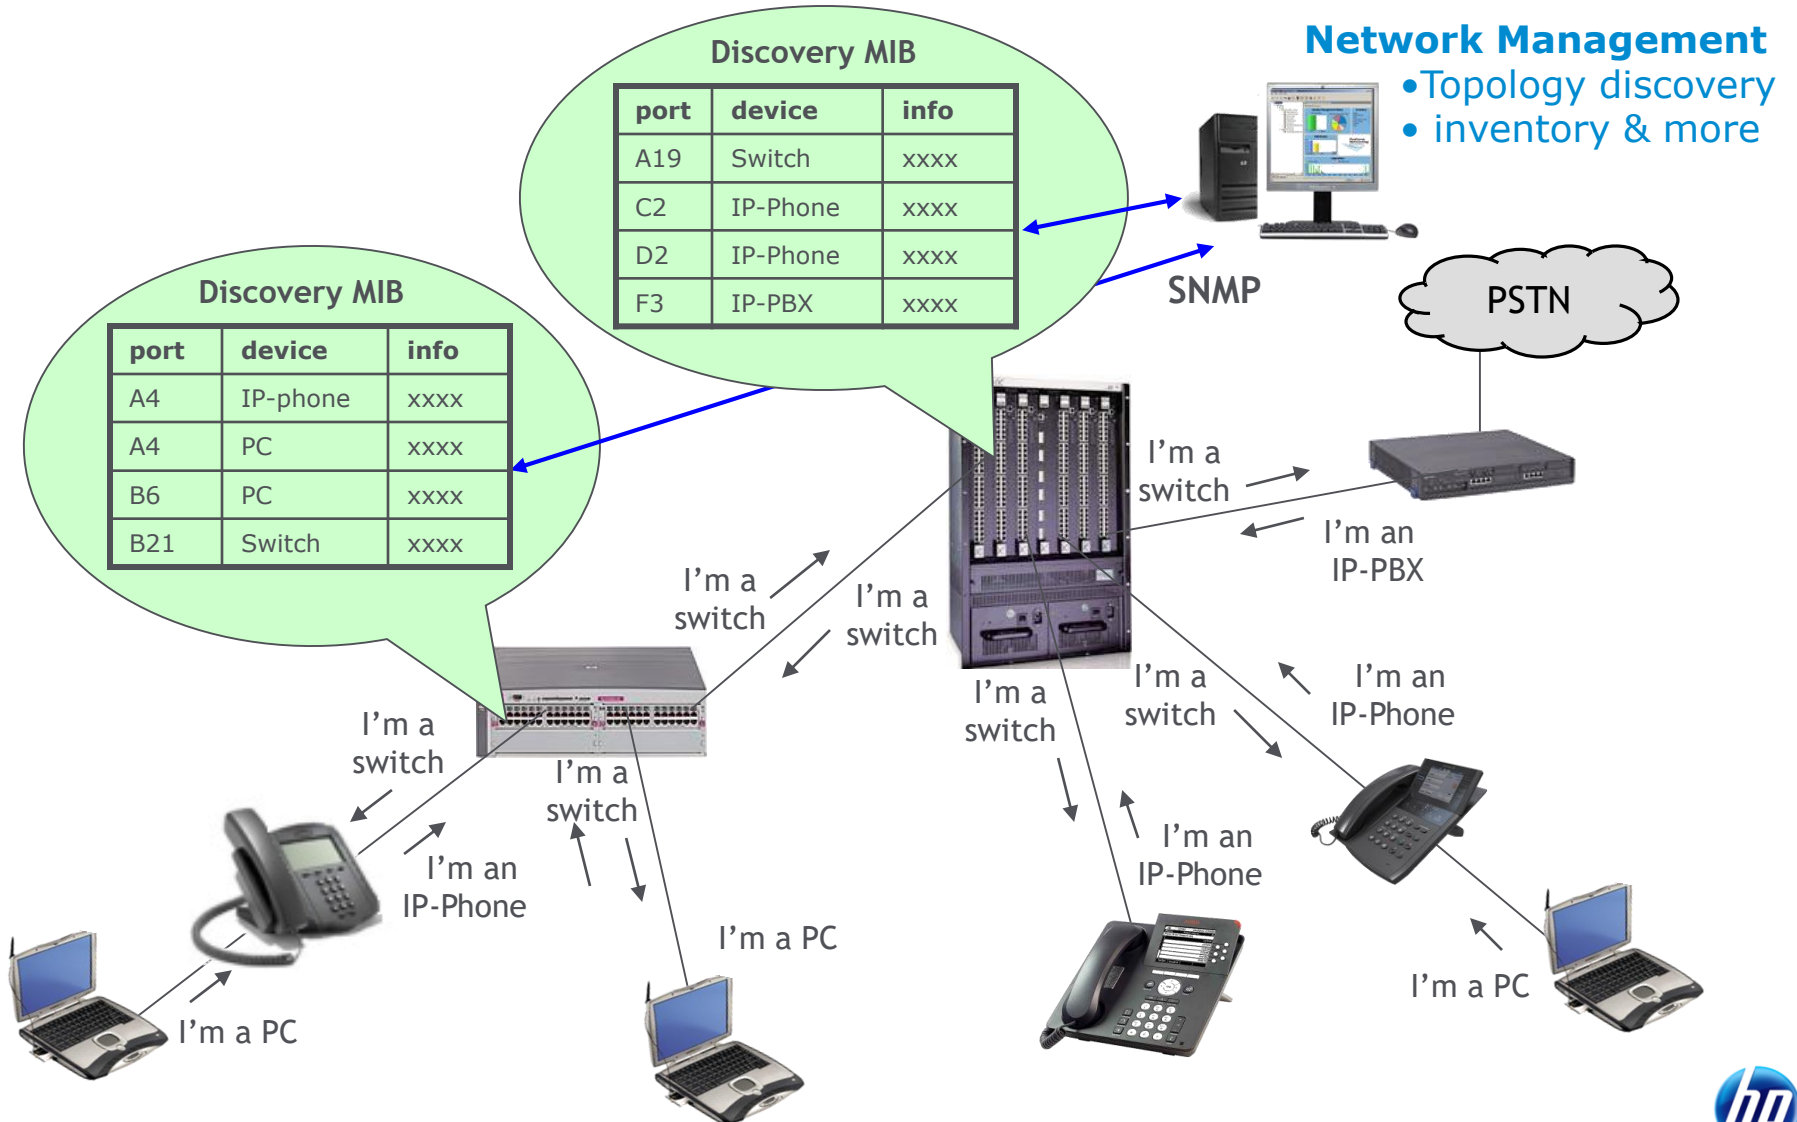 Network Management
•Topology discovery
• inventory & more
Discovery MIB
port device info
A19 Switch xxxx
C2 IP-Phone xxxx
D2 IP-Phone xxxx
F3 IP-PBX xxxx
Discovery MIB
port device info
A4 IP-phone xxxx
A4 PC xxxx
B6 PC xxxx
B21 Switch xxxx
SNMP
PSTN
I'm a
switch
I'm an
IP-PBX
I'm a
switch
I'm a
switch
I'm a
switch
I'm a
switch
I'm an
IP-Phone
I'm a
switch
I'm a
switch
I'm an
IP-Phone
I'm an
IP-Phone
I'm a PC
I'm a PC
I'm a PC
hp